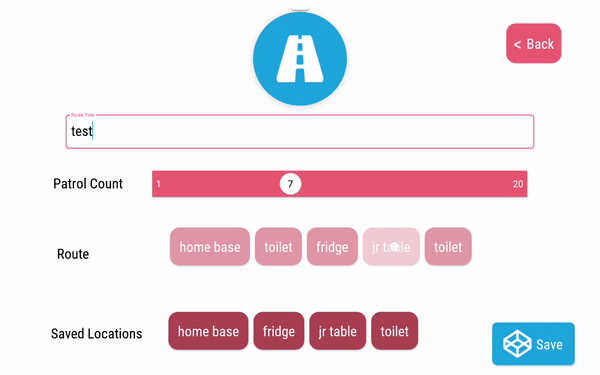 < Back
Route Title
test
Patrol Count
1
7
20
Route
home base
toilet
fridge
jr table
toilet
Saved Locations
home base
fridge
jr table
toilet
Save